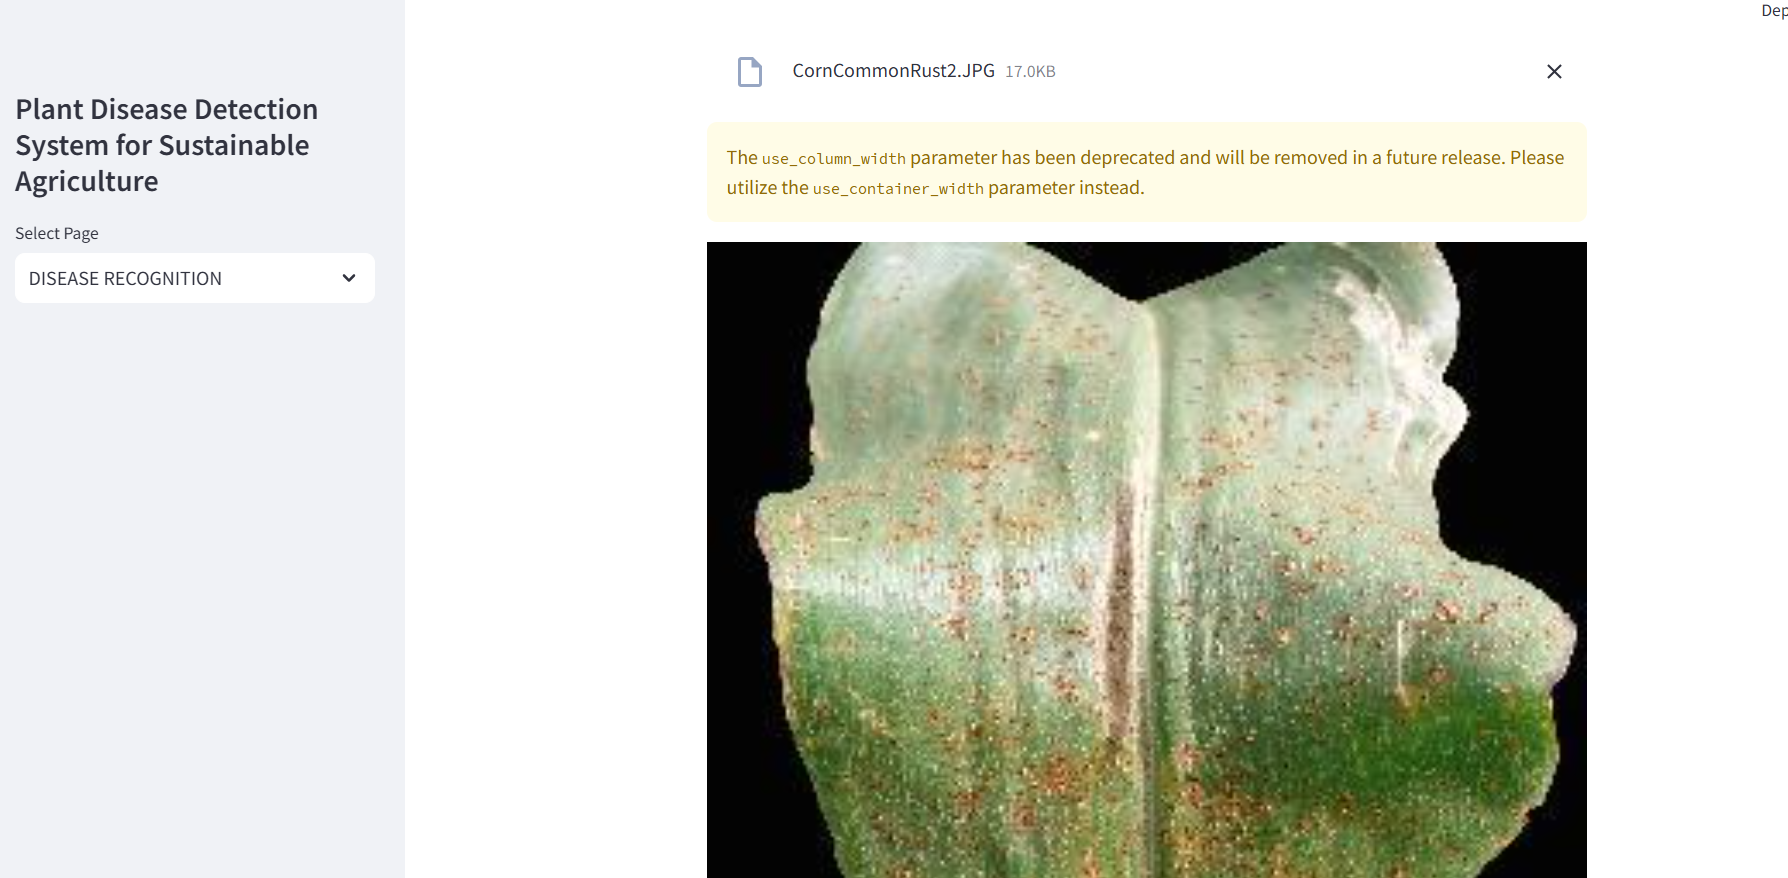 Dep
Plant Disease Detection
System for Sustainable
Agriculture
Select Page
DISEASE RECOGNITION
CornCommonRust2.JPG 17.0KB
The use_column_width parameter has been deprecated and will be removed in a future release. Please
utilize the use_container_width parameter instead.